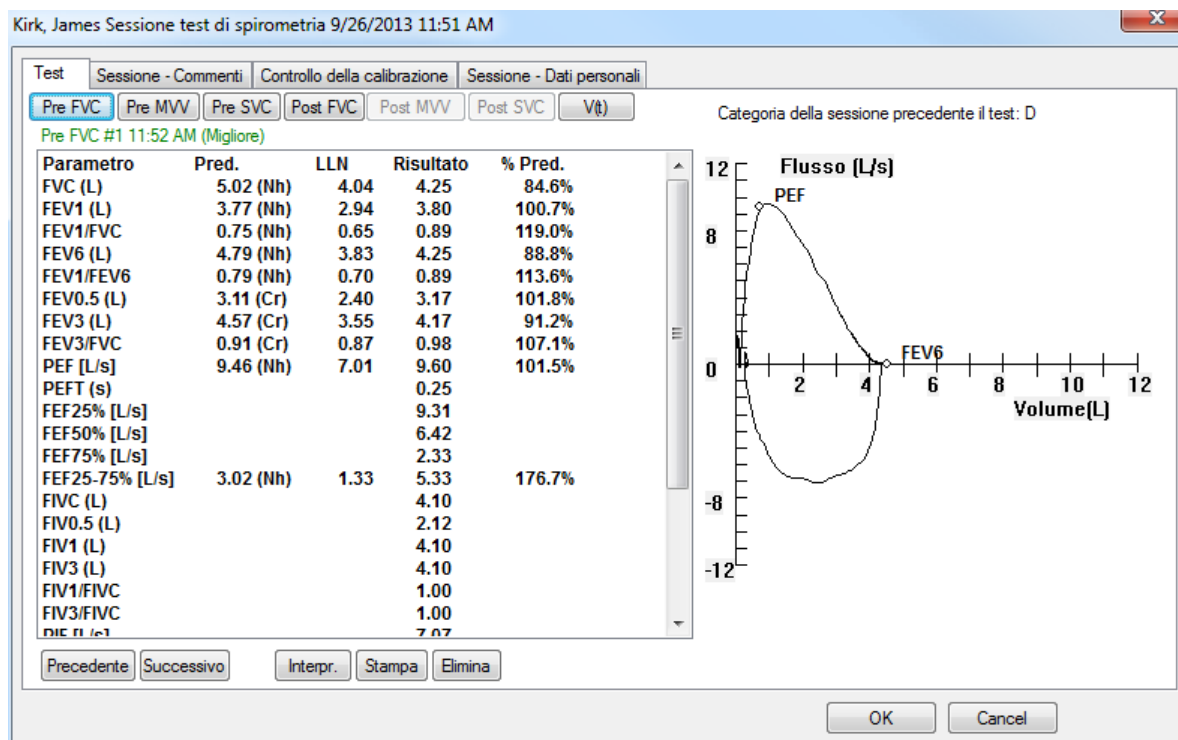 Kirk, James Sessione test di spirometria 9/26/2013 11:51 AM
Test Sessione - Commenti Controllo della calibrazione Sessione - Dati personali
Pre FVC Pre MVV Pre SVC Post FVC Post MVV Post SVC V(t)
Categoria della sessione precedente il test: D
Pre FVC #1 11:52 AM (Migliore)
Parametro Pred. LLN Risultato % Pred.
FVC (L) 5.02 (Nh) 4.04 4.25 84.6%
FEV1 (L) 3.77 (Nh) 2.94 3.80 100.7%
FEV1/FVC 0.75 (Nh) 0.65 0.89 119.0%
FEV6 (L) 4.79 (Nh) 3.83 4.25 88.8%
FEV1/FEV6 0.79 (Nh) 0.70 0.89 113.6%
FEV0.5 (L) 3.11 (Cr) 2.40 3.17 101.8%
FEV3 (L) 4.57 (Cr) 3.55 4.17 91.2%
FEV3/FVC 0.91 (Cr) 0.87 0.98 107.1%
PEF [L/s] 9.46 (Nh) 7.01 9.60 101.5%
PEFT (s) 0.25
FEF25% [L/s] 9.31
FEF50% [L/s] 6.42
FEF75% [L/s] 2.33
FEF25-75% [L/s] 3.02 (Nh) 1.33 5.33 176.7%
FIVC (L) 4.10
FIV0.5 (L) 2.12
FIV1 (L) 4.10
FIV3 (L) 4.10
FIV1/FIVC 1.00
FIV3/FIVC 1.00
PIF [L/s] 7.07
12 Flusso (L/s)
PEF
8
4
FEV6
0
2 4 6 8 10 12
Volume(L)
-4
-8
-12
Precedente Successivo Interpr. Stampa Elimina
OK Cancel